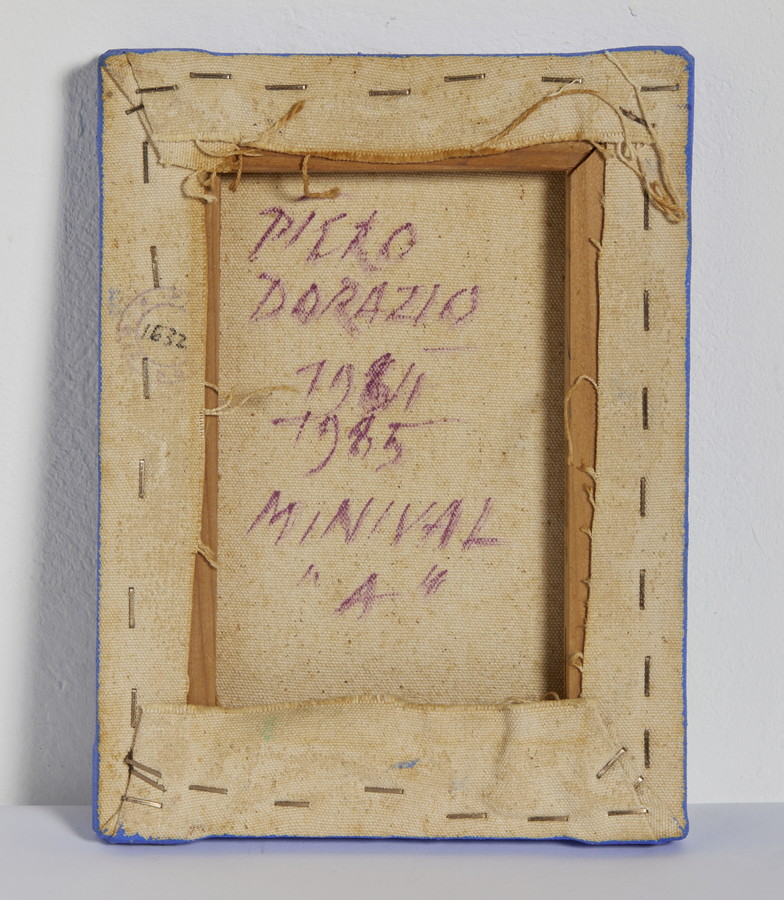 PIERO
DORAZIO
1984
1985
MINIVAL
"A"
1632